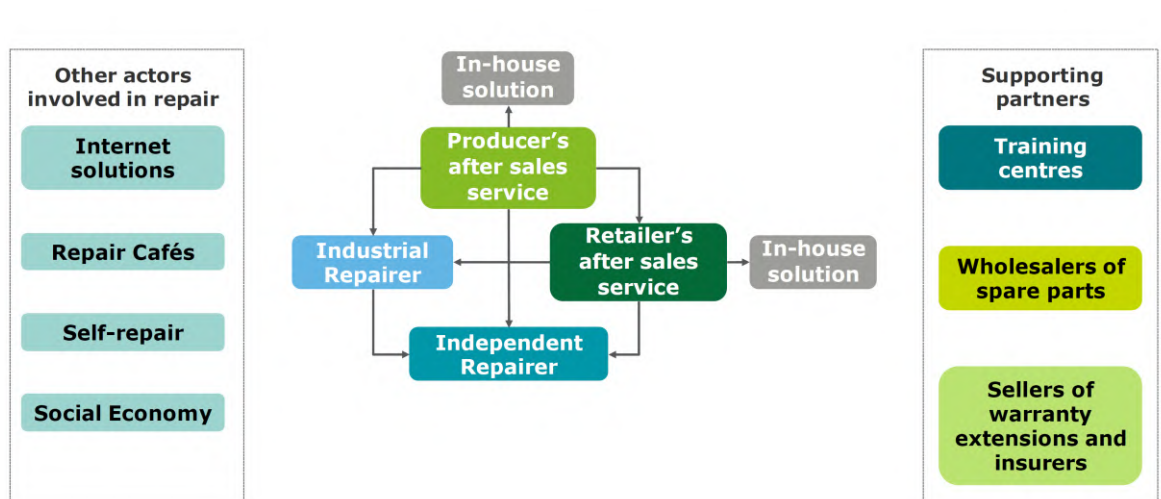 Other actors
involved in repair
Internet
solutions
Repair Cafés
Self-repair
Social Economy
In-house
solution
Producer's
after sales
service
Industrial
Repairer
Retailer's
after sales
service
In-house
solution
Independent
Repairer
Supporting
partners
Training
centres
Wholesalers of
spare parts
Sellers of
warranty
extensions and
insurers